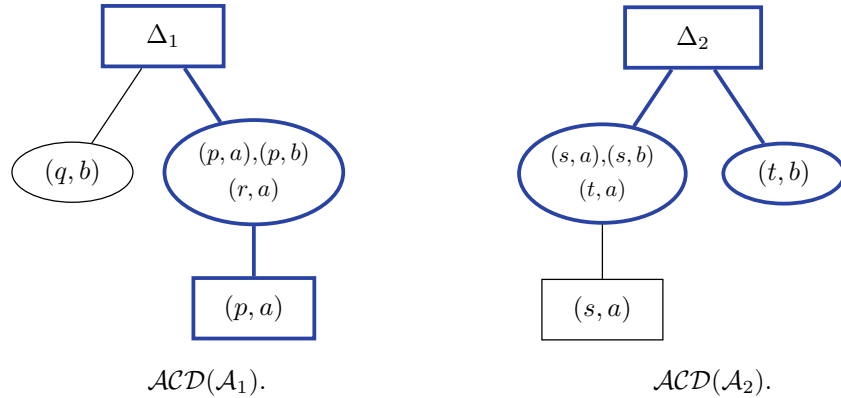 Δ₁
(q, b)
(p, a),(p, b)
(r, a)
(p, a)
𝒜𝒞𝒟(𝒜₁).
Δ₂
(s, a),(s, b)
(t, a)
(t, b)
(s, a)
𝒜𝒞𝒟(𝒜₂).